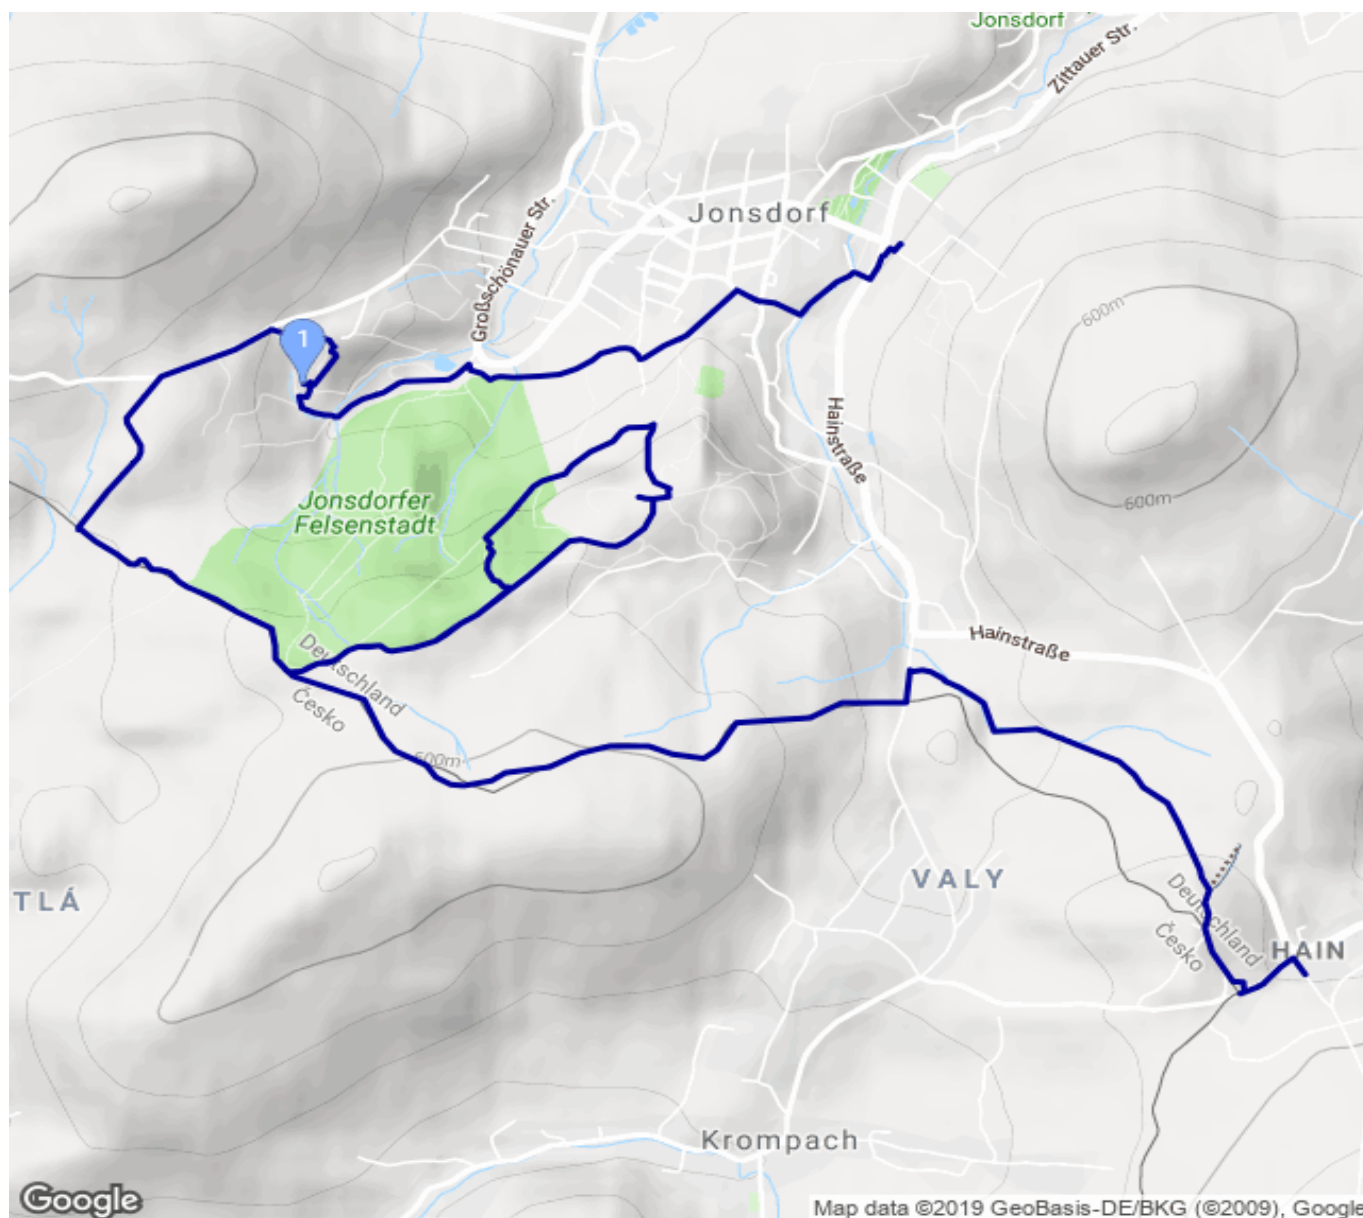 Jonsdorf
Zittauer Str.
Großschönauer Str.
Jonsdorf
600m
1
Hainstraße
600m
Jonsdorfer
Felsenstadt
Hainstraße
Deutschland
Česko
600m
VALY
TLÁ
Deutschland
Česko
HAIN
Krompach
Google
Map data ©2019 GeoBasis-DE/BKG (©2009), Google